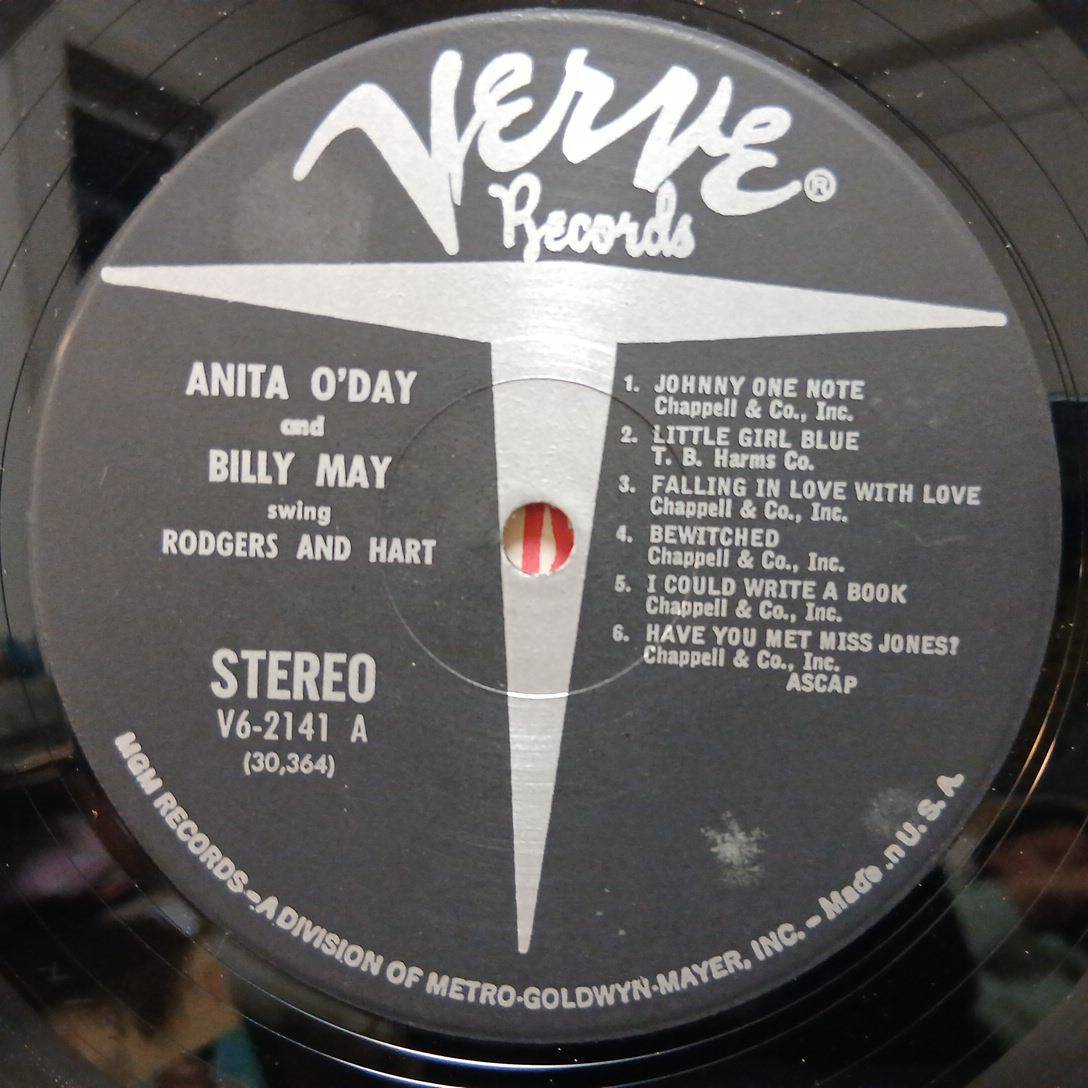 Verve®
Records
ANITA O'DAY
and
BILLY MAY
swing
RODGERS AND HART
STEREO
V6-2141 A
(30,364)
1. JOHNNY ONE NOTE
Chappell & Co., Inc.
2. LITTLE GIRL BLUE
T. B. Harms Co.
3. FALLING IN LOVE WITH LOVE
Chappell & Co., Inc.
4. BEWITCHED
Chappell & Co., Inc.
5. I COULD WRITE A BOOK
Chappell & Co., Inc.
6. HAVE YOU MET MISS JONES?
Chappell & Co., Inc.
ASCAP
MGM RECORDS–A DIVISION OF METRO-GOLDWYN-MAYER, INC. – Made in U. S. A.